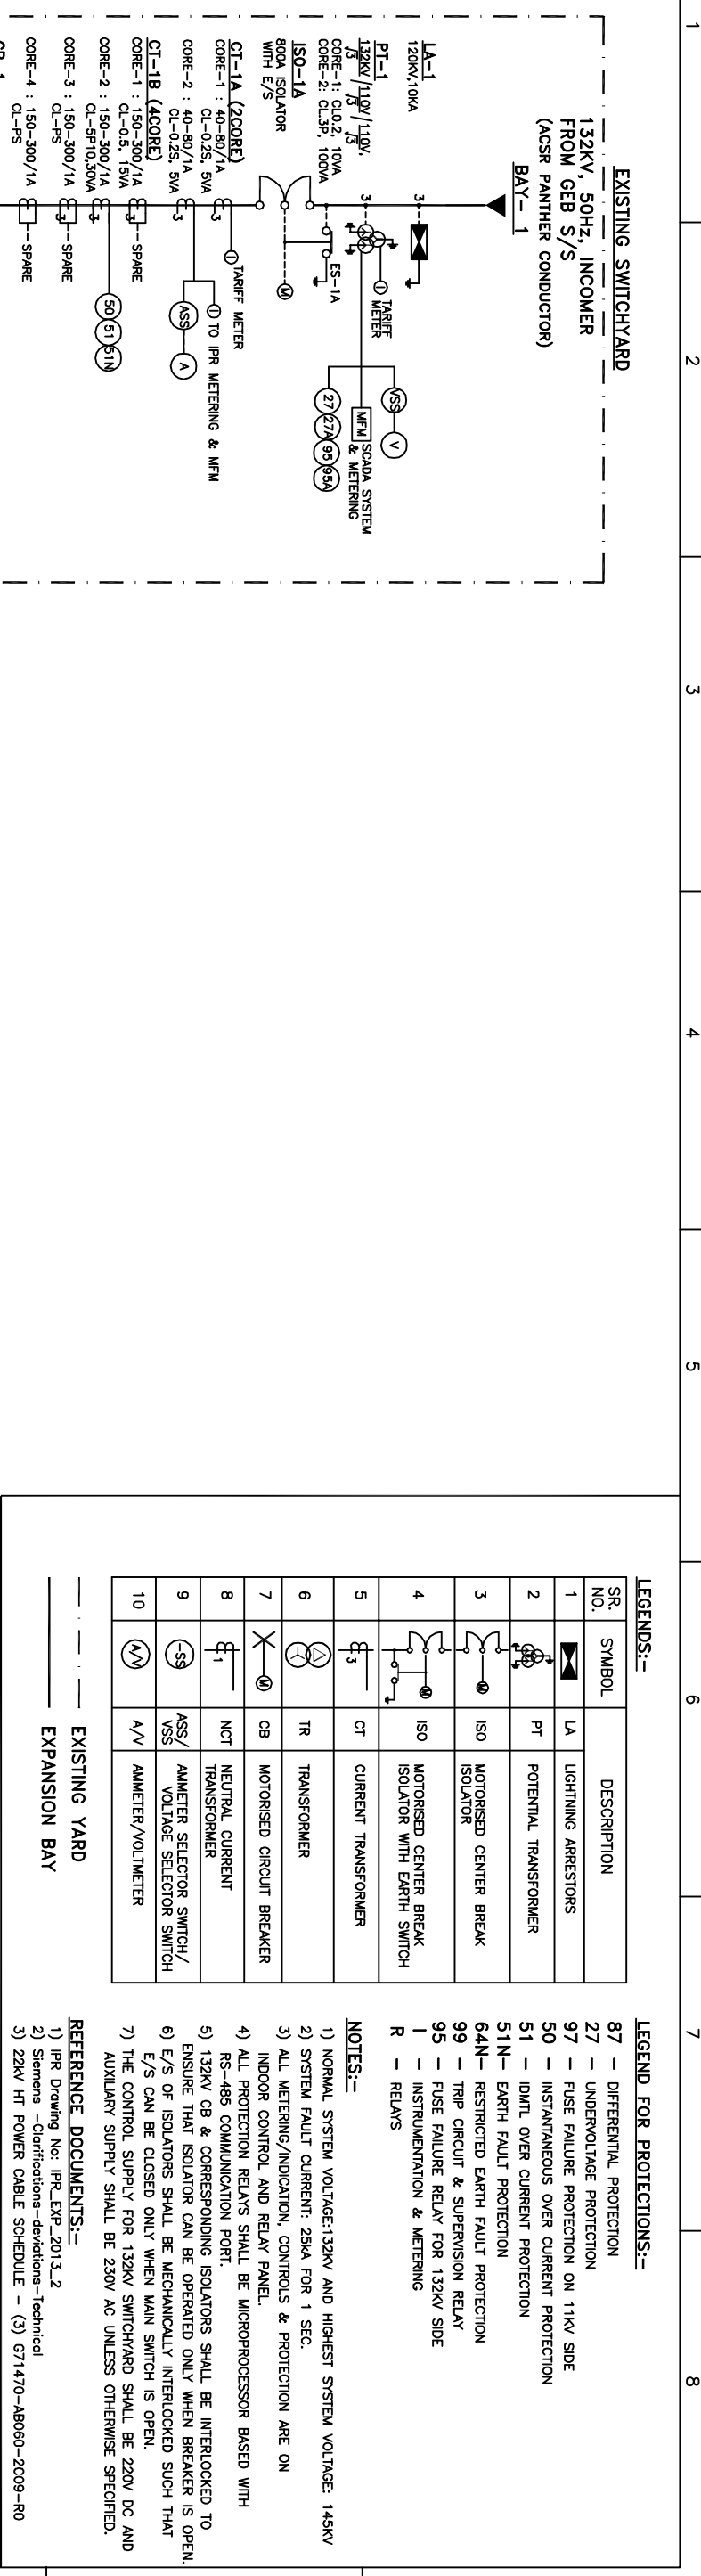 1
2
3
4
5
6
7
8
EXISTING SWITCHYARD
132KV, 50Hz, INCOMER
FROM GEB S/S
(ACSR PANTHER CONDUCTOR)
BAY- 1
LA-1
120KV,10KA
3
PT-1
132KV/110V/110V,
√3 √3 √3
CORE-1: CL0.2, 10VA
CORE-2: CL.3P, 100VA
3
I TARIFF
METER
VSS
V
MFM
SCADA SYSTEM
& METERING
27
27A
95
95A
ISO-1A
800A ISOLATOR
WITH E/S
ES-1A
M
CT-1A (2CORE)
CORE-1 : 40-80/1A
CL-0.2S, 5VA
3
I TARIFF METER
CORE-2 : 40-80/1A
CL-0.2S, 5VA
3
I TO IPR METERING & MFM
ASS
A
CT-1B (4CORE)
CORE-1 : 150-300/1A
CL-0.5, 15VA
3
SPARE
CORE-2 : 150-300/1A
CL-5P10,30VA
3
50
51
51N
CORE-3 : 150-300/1A
CL-PS
3
SPARE
CORE-4 : 150-300/1A
CL-PS
SPARE
LEGENDS:-
SR. NO. SYMBOL DESCRIPTION
1 LA LIGHTNING ARRESTORS
2 PT POTENTIAL TRANSFORMER
3 M ISO MOTORISED CENTER BREAK
ISOLATOR
4 M ISO MOTORISED CENTER BREAK
ISOLATOR WITH EARTH SWITCH
5 3 CT CURRENT TRANSFORMER
6 TR TRANSFORMER
7 M CB MOTORISED CIRCUIT BREAKER
8 1 NCT NEUTRAL CURRENT
TRANSFORMER
9 -SS ASS/ VSS AMMETER SELECTOR SWITCH/
VOLTAGE SELECTOR SWITCH
10 A/V A/V AMMETER/VOLTMETER
EXISTING YARD
EXPANSION BAY
LEGEND FOR PROTECTIONS:-
87 - DIFFERENTIAL PROTECTION
27 - UNDERVOLTAGE PROTECTION
97 - FUSE FAILURE PROTECTION ON 11KV SIDE
50 - INSTANTANEOUS OVER CURRENT PROTECTION
51 - IDMTL OVER CURRENT PROTECTION
51N- EARTH FAULT PROTECTION
64N- RESTRICTED EARTH FAULT PROTECTION
99 - TRIP CIRCUIT & SUPERVISION RELAY
95 - FUSE FAILURE RELAY FOR 132KV SIDE
I - INSTRUMENTATION & METERING
R - RELAYS
NOTES:-
1) NORMAL SYSTEM VOLTAGE:132KV AND HIGHEST SYSTEM VOLTAGE: 145KV
2) SYSTEM FAULT CURRENT: 25kA FOR 1 SEC.
3) ALL METERING/INDICATION, CONTROLS & PROTECTION ARE ON
INDOOR CONTROL AND RELAY PANEL.
4) ALL PROTECTION RELAYS SHALL BE MICROPROCESSOR BASED WITH
RS-485 COMMUNICATION PORT.
5) 132KV CB & CORRESPONDING ISOLATORS SHALL BE INTERLOCKED TO
ENSURE THAT ISOLATOR CAN BE OPERATED ONLY WHEN BREAKER IS OPEN.
6) E/S OF ISOLATORS SHALL BE MECHANICALLY INTERLOCKED SUCH THAT
E/S CAN BE CLOSED ONLY WHEN MAIN SWITCH IS OPEN.
7) THE CONTROL SUPPLY FOR 132KV SWITCHYARD SHALL BE 220V DC AND
AUXILIARY SUPPLY SHALL BE 230V AC UNLESS OTHERWISE SPECIFIED.
REFERENCE DOCUMENTS:-
1) IPR Drawing No: IPR_EXP_2013_2
2) Siemens -Clarifications-deviations-Technical
3) 22KV HT POWER CABLE SCHEDULE - (3) G71470-AB060-2C09-R0